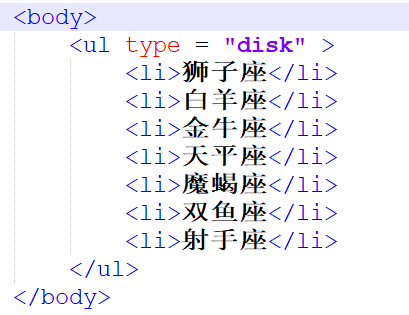 <body>
<ul type = "disk" >
<li>狮子座</li>
<li>白羊座</li>
<li>金牛座</li>
<li>天平座</li>
<li>魔蝎座</li>
<li>双鱼座</li>
<li>射手座</li>
</ul>
</body>